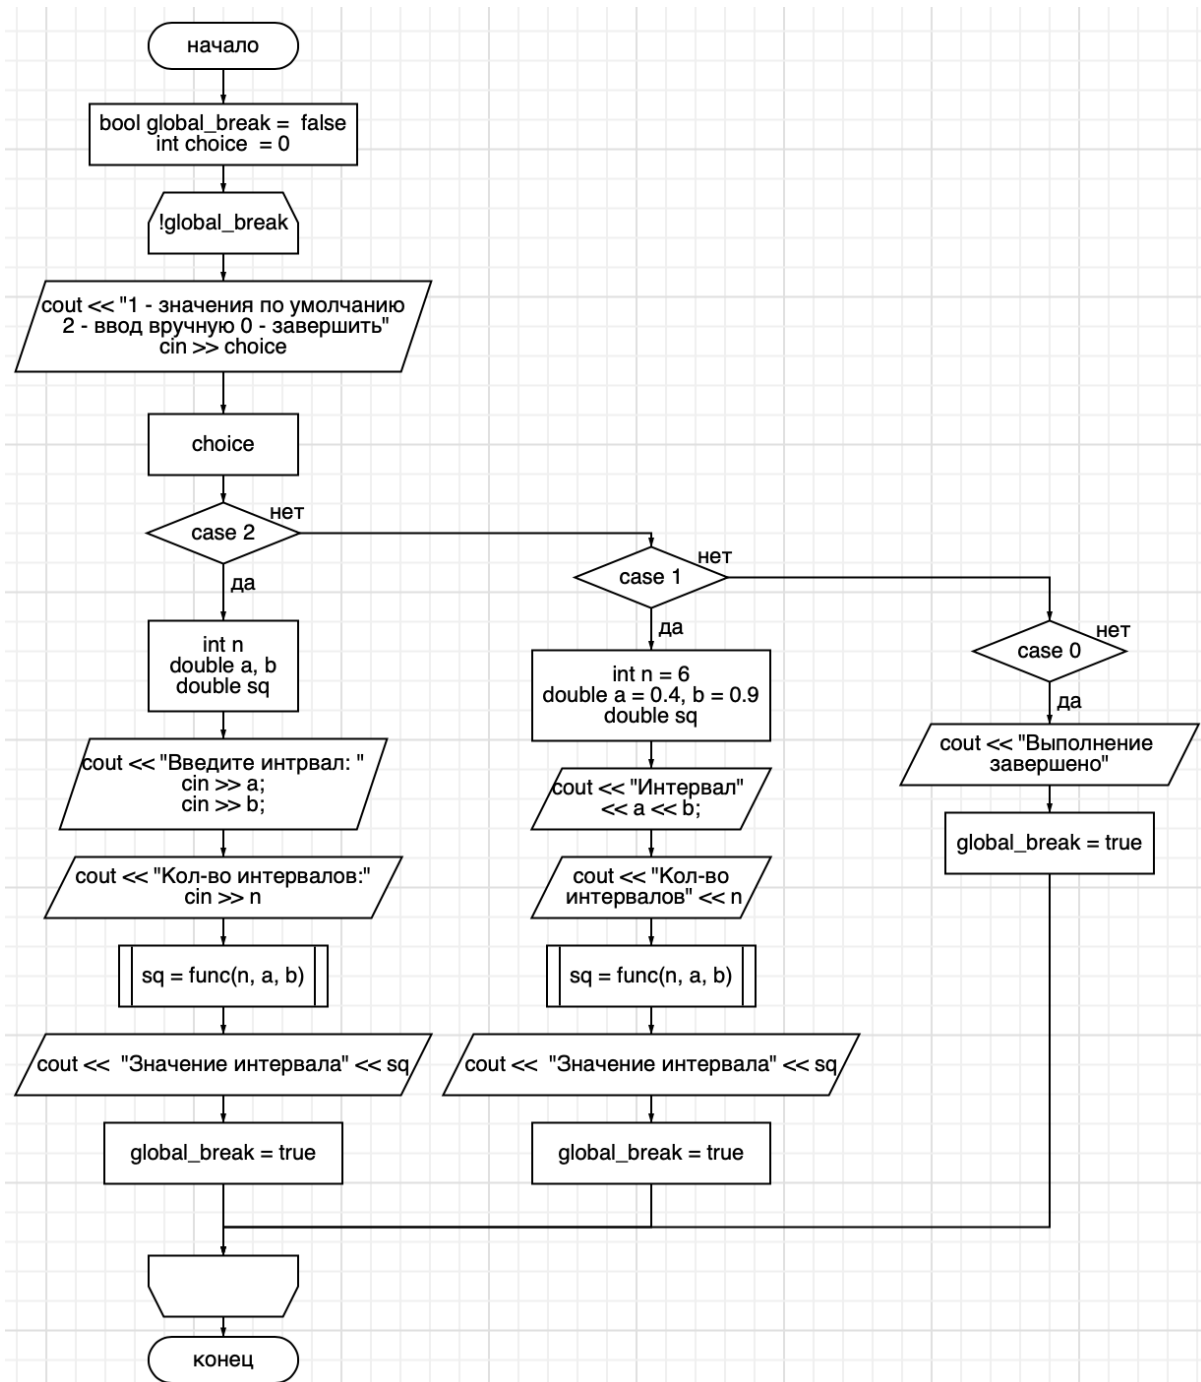 начало
bool global_break =  false
int choice  = 0
!global_break
cout << "1 - значения по умолчанию
2 - ввод вручную 0 - завершить"
cin >> choice
choice
case 2
нет
да
int n
double a, b
double sq
cout << "Введите интрвал: "
cin >> a;
cin >> b;
cout << "Кол-во интервалов:"
cin >> n
sq = func(n, a, b)
cout <<  "Значение интервала" << sq
global_break = true
case 1
нет
да
int n = 6
double a = 0.4, b = 0.9
double sq
cout << "Интервал"
<< a << b;
cout << "Кол-во
интервалов" << n
sq = func(n, a, b)
cout <<  "Значение интервала" << sq
global_break = true
case 0
нет
да
cout << "Выполнение
завершено"
global_break = true
конец